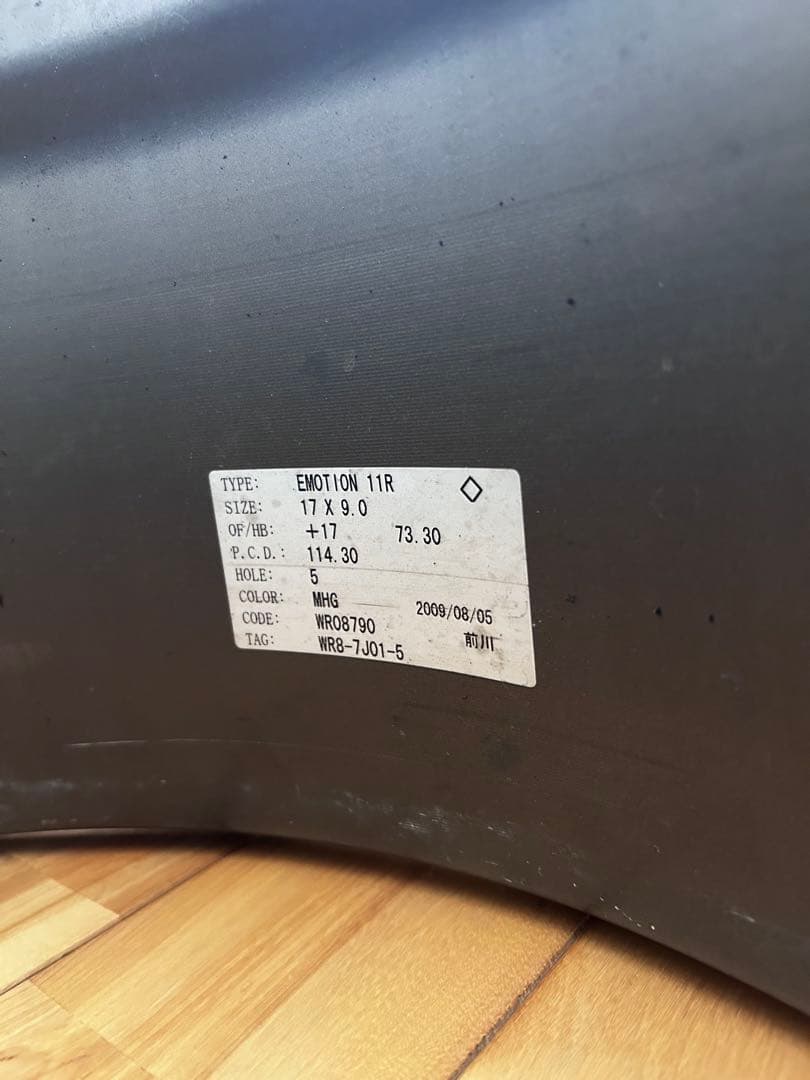 TYPE: EMOTION 11R ◇
SIZE: 17 X 9.0
OF/HB: +17 73.30
P.C.D.: 114.30
HOLE: 5
COLOR: MHG 2009/08/05
CODE: WR08790
TAG: WR8-7J01-5 前川